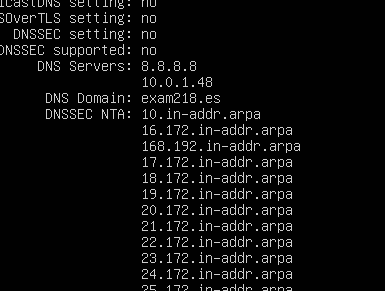 icastDNS setting: no
SOverTLS setting: no
DNSSEC setting: no
DNSSEC supported: no
DNS Servers: 8.8.8.8
10.0.1.48
DNS Domain: exam218.es
DNSSEC NTA: 10.in-addr.arpa
16.172.in-addr.arpa
168.192.in-addr.arpa
17.172.in-addr.arpa
18.172.in-addr.arpa
19.172.in-addr.arpa
20.172.in-addr.arpa
21.172.in-addr.arpa
22.172.in-addr.arpa
23.172.in-addr.arpa
24.172.in-addr.arpa
25.172.in-addr.arpa